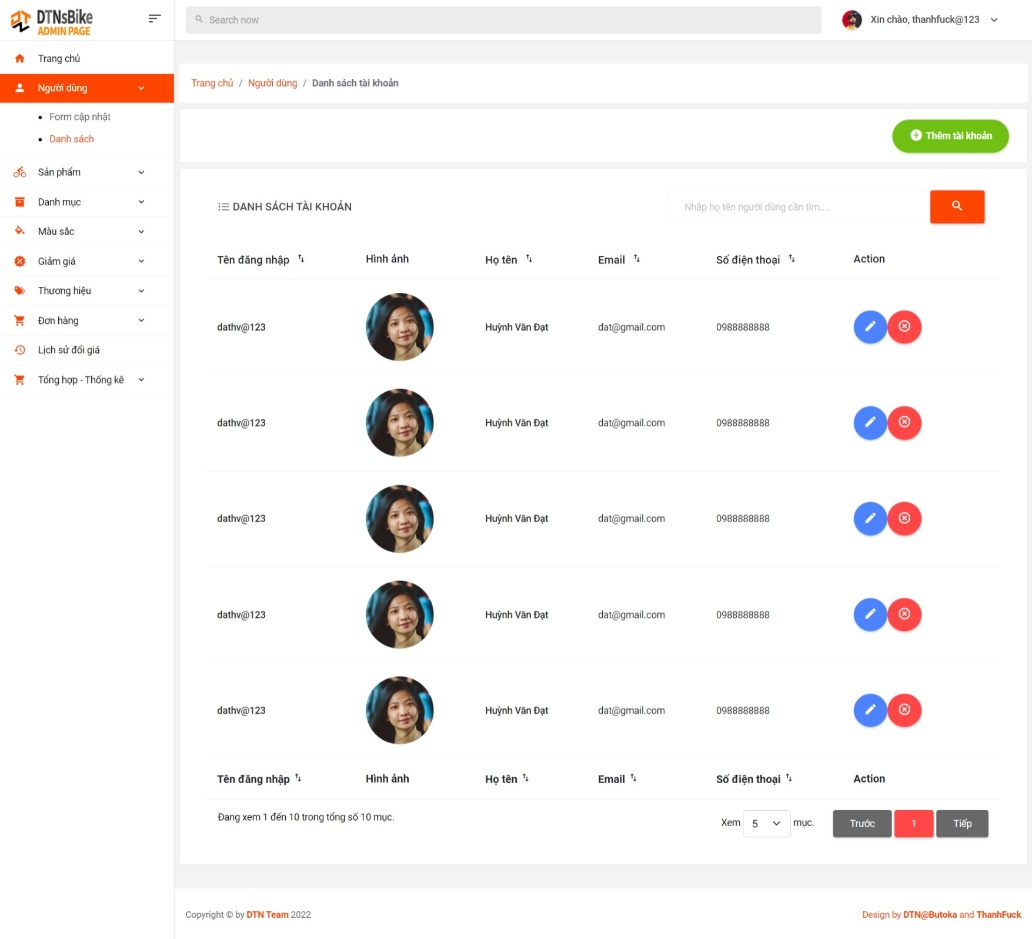 DTNsBike
ADMIN PAGE
Search now
Xin chào, thanhfuck@123
Trang chủ
Người dùng
Form cập nhật
Danh sách
Sản phẩm
Danh mục
Màu sắc
Giảm giá
Thương hiệu
Đơn hàng
Lịch sử đổi giá
Tổng hợp - Thống kê
Trang chủ / Người dùng / Danh sách tài khoản
Thêm tài khoản
DANH SÁCH TÀI KHOẢN
Nhập họ tên người dùng cần tìm....
Tên đăng nhập Hình ảnh Họ tên Email Số điện thoại Action
dathv@123 Huỳnh Văn Đạt dat@gmail.com 0988888888
dathv@123 Huỳnh Văn Đạt dat@gmail.com 0988888888
dathv@123 Huỳnh Văn Đạt dat@gmail.com 0988888888
dathv@123 Huỳnh Văn Đạt dat@gmail.com 0988888888
dathv@123 Huỳnh Văn Đạt dat@gmail.com 0988888888
Tên đăng nhập Hình ảnh Họ tên Email Số điện thoại Action
Đang xem 1 đến 10 trong tổng số 10 mục.
Xem 5 mục.
Trước 1 Tiếp
Copyright © by DTN Team 2022
Design by DTN@Butoka and ThanhFuck